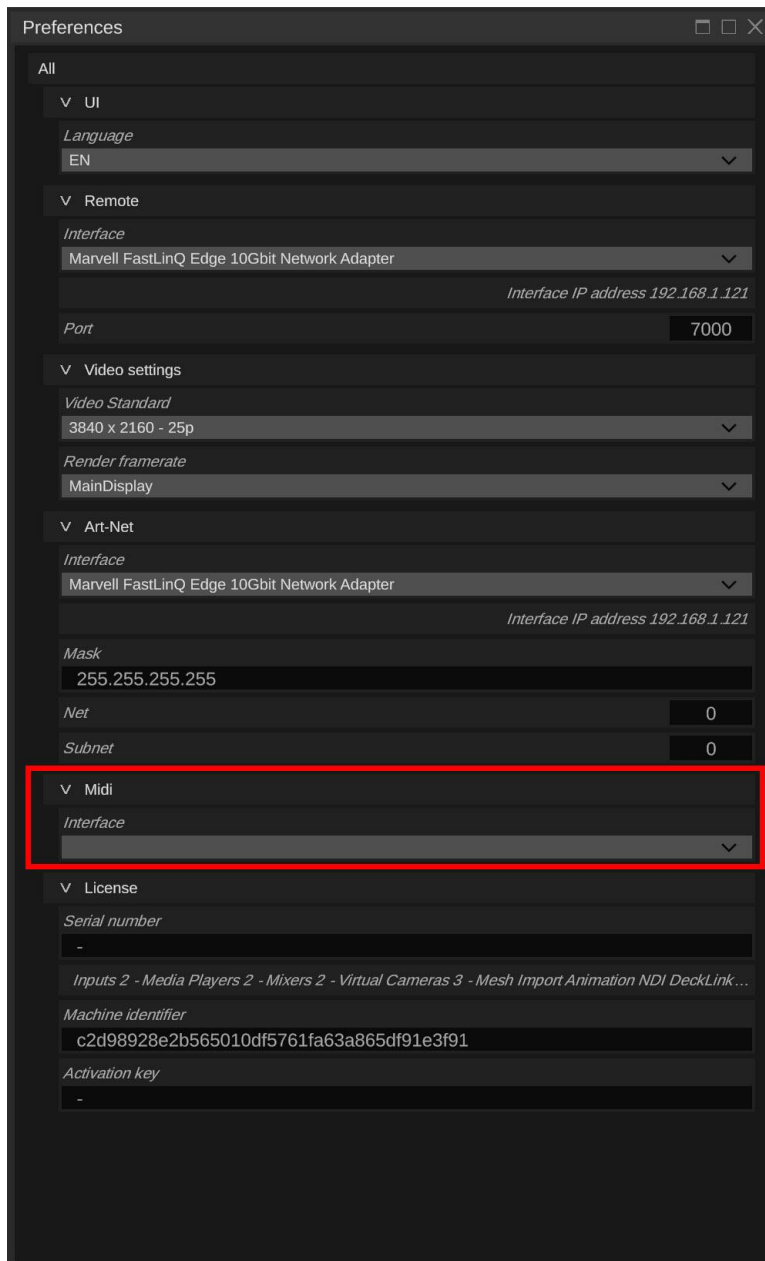 Preferences
All
UI
Language
EN
Remote
Interface
Marvell FastLinQ Edge 10Gbit Network Adapter
Interface IP address 192.168.1.121
Port 7000
Video settings
Video Standard
3840 x 2160 - 25p
Render framerate
MainDisplay
Art-Net
Interface
Marvell FastLinQ Edge 10Gbit Network Adapter
Interface IP address 192.168.1.121
Mask
255.255.255.255
Net 0
Subnet 0
Midi
Interface
License
Serial number
-
Inputs 2 - Media Players 2 - Mixers 2 - Virtual Cameras 3 - Mesh Import Animation NDI DeckLink...
Machine identifier
c2d98928e2b565010df5761fa63a865df91e3f91
Activation key
-